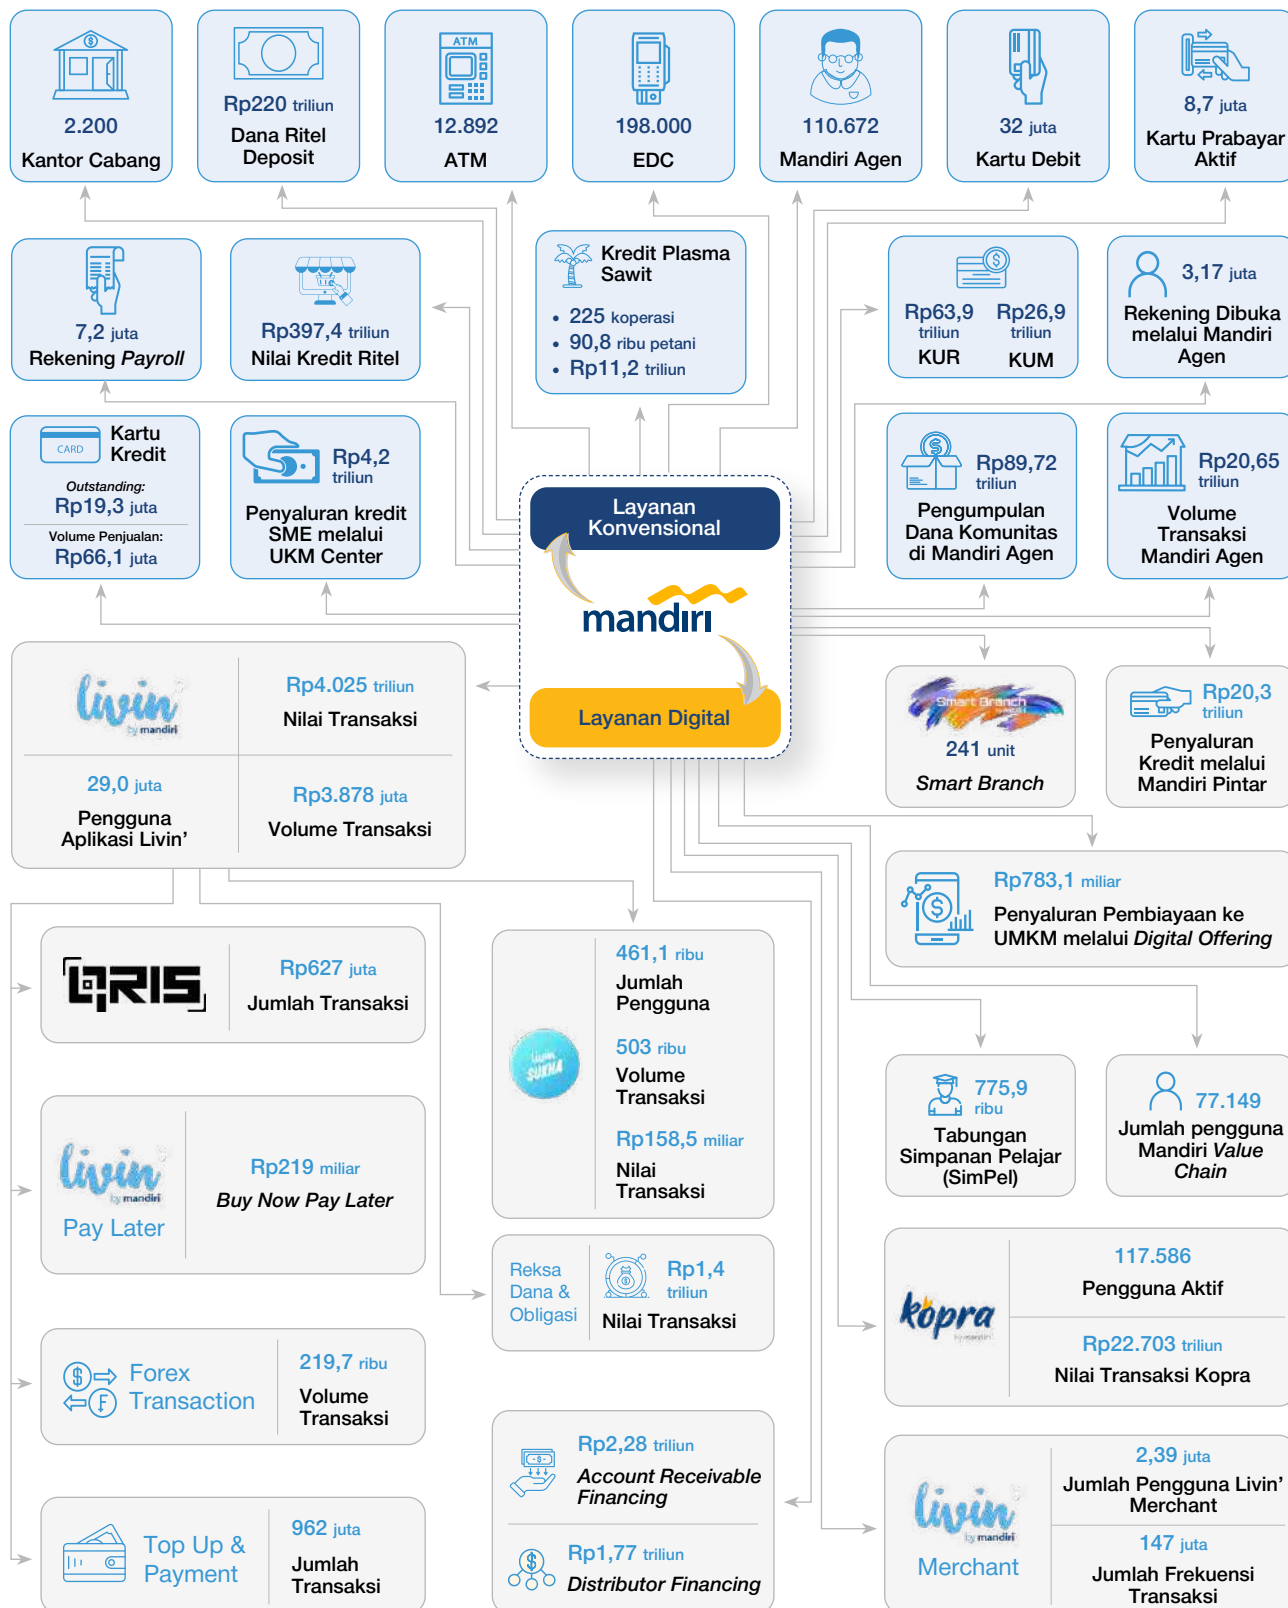 2.200
Kantor Cabang
Rp220 triliun
Dana Ritel
Deposit
ATM
12.892
ATM
198.000
EDC
110.672
Mandiri Agen
32 juta
Kartu Debit
8,7 juta
Kartu Prabayar
Aktif
7,2 juta
Rekening Payroll
Rp397,4 triliun
Nilai Kredit Ritel
Kredit Plasma
Sawit
• 225 koperasi
• 90,8 ribu petani
• Rp11,2 triliun
Rp63,9
triliun
KUR
Rp26,9
triliun
KUM
3,17 juta
Rekening Dibuka
melalui Mandiri
Agen
CARD
Kartu
Kredit
Outstanding:
Rp19,3 juta
Volume Penjualan:
Rp66,1 juta
Rp4,2
triliun
Penyaluran kredit
SME melalui
UKM Center
Layanan
Konvensional
mandiri
Layanan Digital
Rp89,72
triliun
Pengumpulan
Dana Komunitas
di Mandiri Agen
Rp20,65
triliun
Volume
Transaksi
Mandiri Agen
livin'
by mandiri
Rp4.025 triliun
Nilai Transaksi
29,0 juta
Pengguna
Aplikasi Livin’
Rp3.878 juta
Volume Transaksi
Smart Branch
241 unit
Smart Branch
Rp20,3
triliun
Penyaluran
Kredit melalui
Mandiri Pintar
Rp783,1 miliar
Penyaluran Pembiayaan ke
UMKM melalui Digital Offering
QRIS
Rp627 juta
Jumlah Transaksi
livin'
by mandiri
Pay Later
Rp219 miliar
Buy Now Pay Later
livin'
SUKHA
461,1 ribu
Jumlah
Pengguna
503 ribu
Volume
Transaksi
Rp158,5 miliar
Nilai
Transaksi
775,9
ribu
Tabungan
Simpanan Pelajar
(SimPel)
77.149
Jumlah pengguna
Mandiri Value
Chain
Reksa
Dana &
Obligasi
Rp1,4
triliun
Nilai Transaksi
kopra
by mandiri
117.586
Pengguna Aktif
Rp22.703 triliun
Nilai Transaksi Kopra
Forex
Transaction
219,7 ribu
Volume
Transaksi
Rp2,28 triliun
Account Receivable
Financing
Rp1,77 triliun
Distributor Financing
livin'
by mandiri
Merchant
2,39 juta
Jumlah Pengguna Livin’
Merchant
147 juta
Jumlah Frekuensi
Transaksi
Top Up &
Payment
962 juta
Jumlah
Transaksi